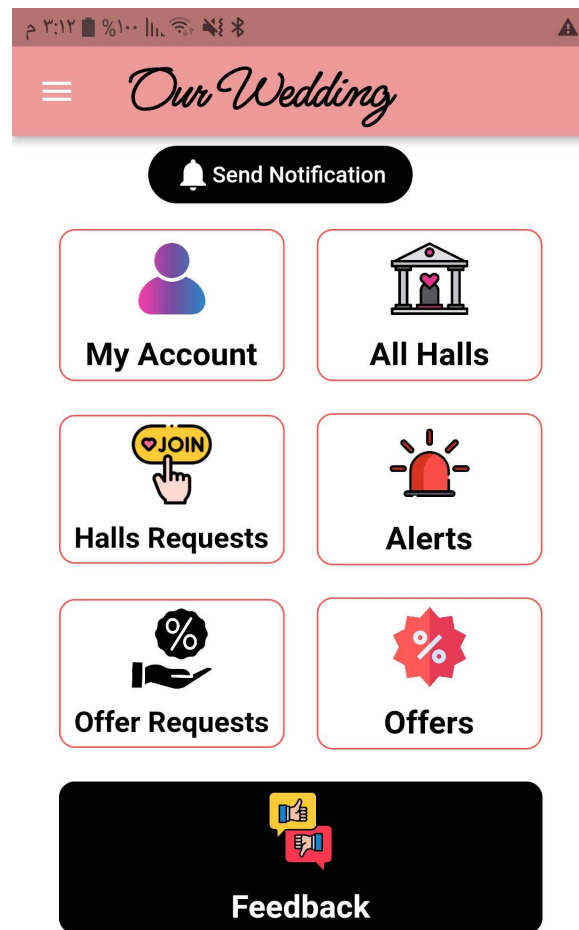 ٣:١٢ م %١٠٠
Our Wedding
Send Notification
My Account
All Halls
JOIN
Halls Requests
Alerts
%
Offer Requests
%
Offers
Feedback